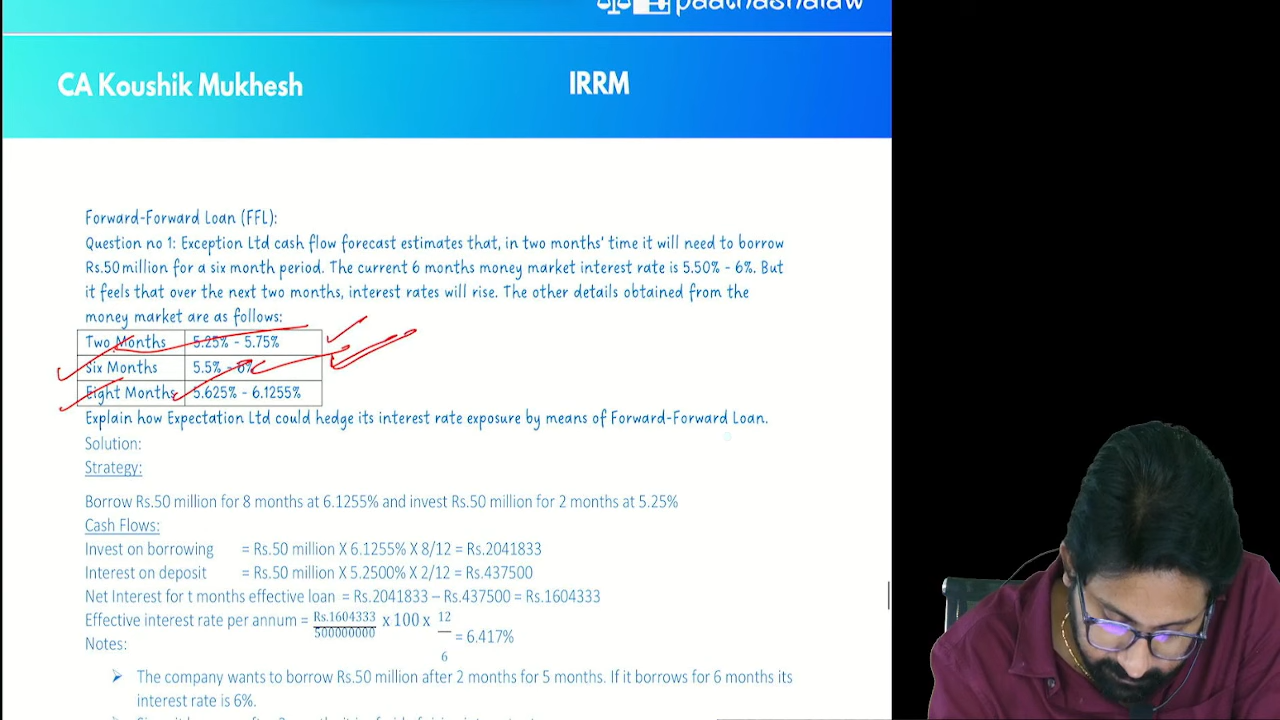 paathashalaw
CA Koushik Mukhesh
IRRM
Forward-Forward Loan (FFL):
Question no 1: Exception Ltd cash flow forecast estimates that, in two months' time it will need to borrow
Rs.50 million for a six month period. The current 6 months money market interest rate is 5.50% - 6%. But
it feels that over the next two months, interest rates will rise. The other details obtained from the
money market are as follows:
Two Months 5.25% - 5.75%
Six Months 5.5% - 6%
Eight Months 5.625% - 6.1255%
Explain how Expectation Ltd could hedge its interest rate exposure by means of Forward-Forward Loan.
Solution:
Strategy:
Borrow Rs.50 million for 8 months at 6.1255% and invest Rs.50 million for 2 months at 5.25%
Cash Flows:
Invest on borrowing = Rs.50 million X 6.1255% X 8/12 = Rs.2041833
Interest on deposit = Rs.50 million X 5.2500% X 2/12 = Rs.437500
Net Interest for t months effective loan = Rs.2041833 – Rs.437500 = Rs.1604333
Effective interest rate per annum = Rs.1604333/500000000 x 100 x 12/6 = 6.417%
Notes:
➢ The company wants to borrow Rs.50 million after 2 months for 5 months. If it borrows for 6 months its
interest rate is 6%.